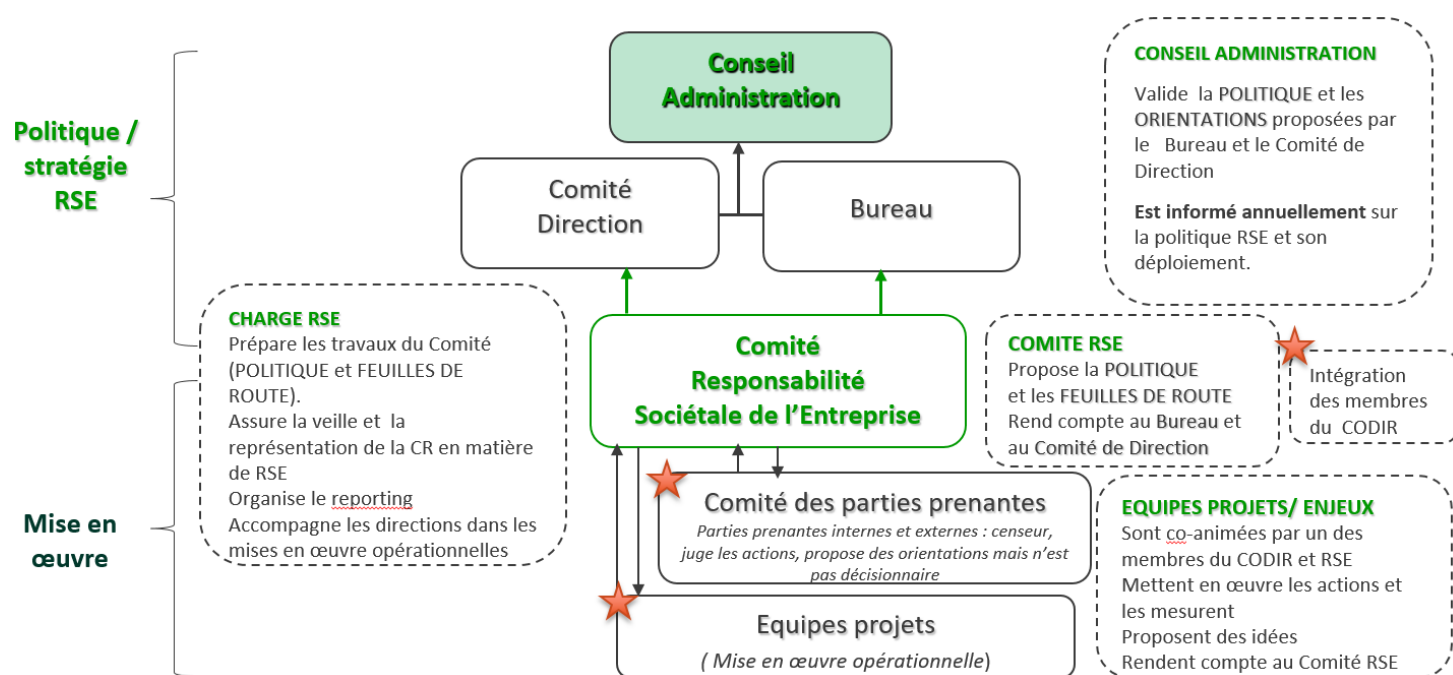 Politique /
stratégie
RSE
Mise en
œuvre
Conseil
Administration
Comité
Direction
Bureau
Comité
Responsabilité
Sociétale de l’Entreprise
Comité des parties prenantes
Parties prenantes internes et externes : censeur,
juge les actions, propose des orientations mais n’est
pas décisionnaire
Equipes projets
( Mise en œuvre opérationnelle)
CHARGE RSE
Prépare les travaux du Comité
(POLITIQUE et FEUILLES DE
ROUTE).
Assure la veille et la
représentation de la CR en matière
de RSE
Organise le reporting
Accompagne les directions dans les
mises en œuvre opérationnelles
CONSEIL ADMINISTRATION
Valide la POLITIQUE et les
ORIENTATIONS proposées par
le Bureau et le Comité de
Direction
Est informé annuellement sur
la politique RSE et son
déploiement.
COMITE RSE
Propose la POLITIQUE
et les FEUILLES DE ROUTE
Rend compte au Bureau et
au Comité de Direction
Intégration
des membres
du CODIR
EQUIPES PROJETS/ ENJEUX
Sont co-animées par un des
membres du CODIR et RSE
Mettent en œuvre les actions et
les mesurent
Proposent des idées
Rendent compte au Comité RSE